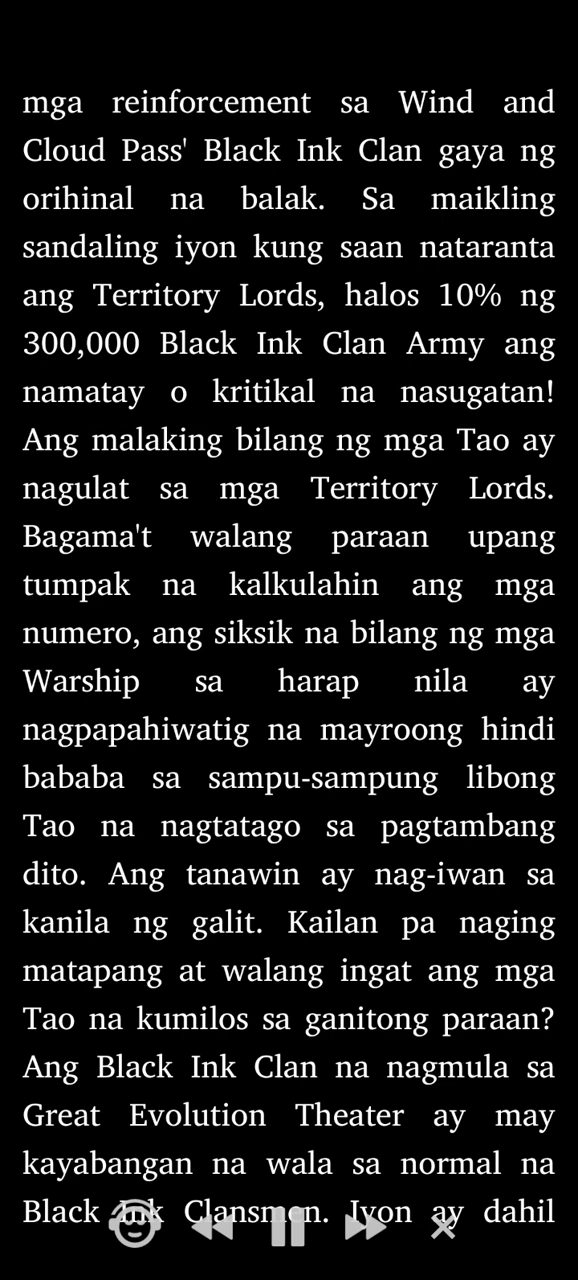 mga reinforcement sa Wind and
Cloud Pass' Black Ink Clan gaya ng
orihinal na balak. Sa maikling
sandaling iyon kung saan nataranta
ang Territory Lords, halos 10% ng
300,000 Black Ink Clan Army ang
namatay o kritikal na nasugatan!
Ang malaking bilang ng mga Tao ay
nagulat sa mga Territory Lords.
Bagama't walang paraan upang
tumpak na kalkulahin ang mga
numero, ang siksik na bilang ng mga
Warship sa harap nila ay
nagpapahiwatig na mayroong hindi
bababa sa sampu-sampung libong
Tao na nagtatago sa pagtambang
dito. Ang tanawin ay nag-iwan sa
kanila ng galit. Kailan pa naging
matapang at walang ingat ang mga
Tao na kumilos sa ganitong paraan?
Ang Black Ink Clan na nagmula sa
Great Evolution Theater ay may
kayabangan na wala sa normal na
Black Ink Clansmen. Iyon ay dahil